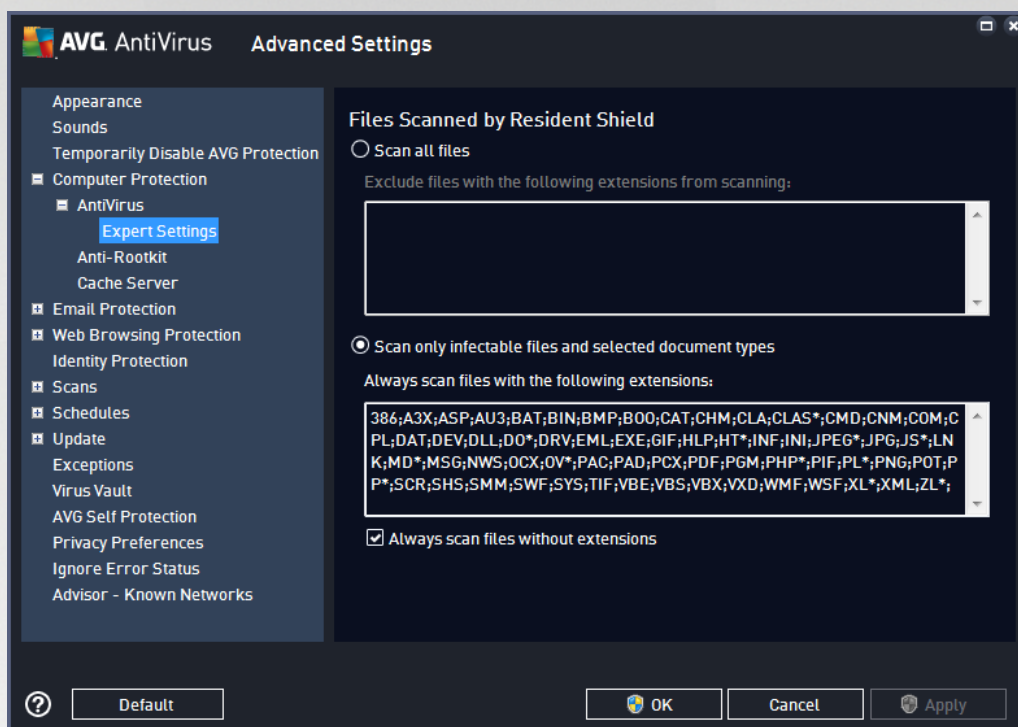 AVG AntiVirus Advanced Settings
Appearance
Sounds
Temporarily Disable AVG Protection
Computer Protection
AntiVirus
Expert Settings
Anti-Rootkit
Cache Server
Email Protection
Web Browsing Protection
Identity Protection
Scans
Schedules
Update
Exceptions
Virus Vault
AVG Self Protection
Privacy Preferences
Ignore Error Status
Advisor - Known Networks
Files Scanned by Resident Shield
Scan all files
Exclude files with the following extensions from scanning:
Scan only infectable files and selected document types
Always scan files with the following extensions:
386;A3X;ASP;AU3;BAT;BIN;BMP;BOO;CAT;CHM;CLA;CLAS*;CMD;CNM;COM;C
PL;DAT;DEV;DLL;DO*;DRV;EML;EXE;GIF;HLP;HT*;INF;INI;JPEG*;JPG;JS*;LN
K;MD*;MSG;NWS;OCX;OV*;PAC;PAD;PCX;PDF;PGM;PHP*;PIF;PL*;PNG;POT;P
P*;SCR;SHS;SMM;SWF;SYS;TIF;VBE;VBS;VBX;VXD;WMF;WSF;XL*;XML;ZL*;
Always scan files without extensions
? Default OK Cancel Apply